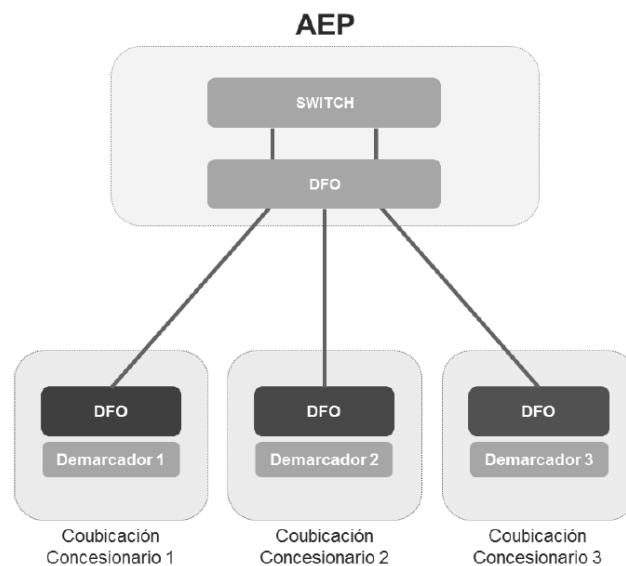 AEP
SWITCH
DFO
DFO
DFO
DFO
Demarcador 1
Demarcador 2
Demarcador 3
Coubicación
Concesionario 1
Coubicación
Concesionario 2
Coubicación
Concesionario 3